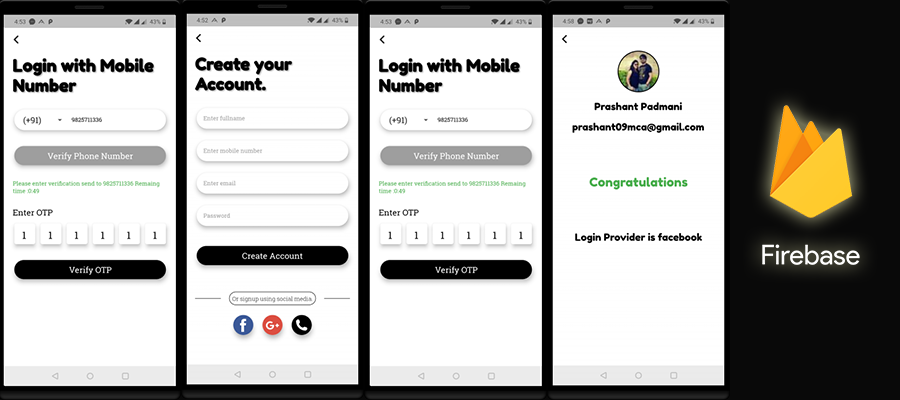 4:53 43%
Login with Mobile
Number
(+91) 9825711336
Verify Phone Number
Please enter verification send to 9825711336 Remaing
time 0:49
Enter OTP
1 1 1 1 1 1
Verify OTP
4:52 43%
Create your
Account.
Enter fullname
Enter mobile number
Enter email
Password
Create Account
Or signup using social media
f G+
4:53 43%
Login with Mobile
Number
(+91) 9825711336
Verify Phone Number
Please enter verification send to 9825711336 Remaing
time 0:49
Enter OTP
1 1 1 1 1 1
Verify OTP
4:58 43%
Prashant Padmani
prashant09mca@gmail.com
Congratulations
Login Provider is facebook
Firebase